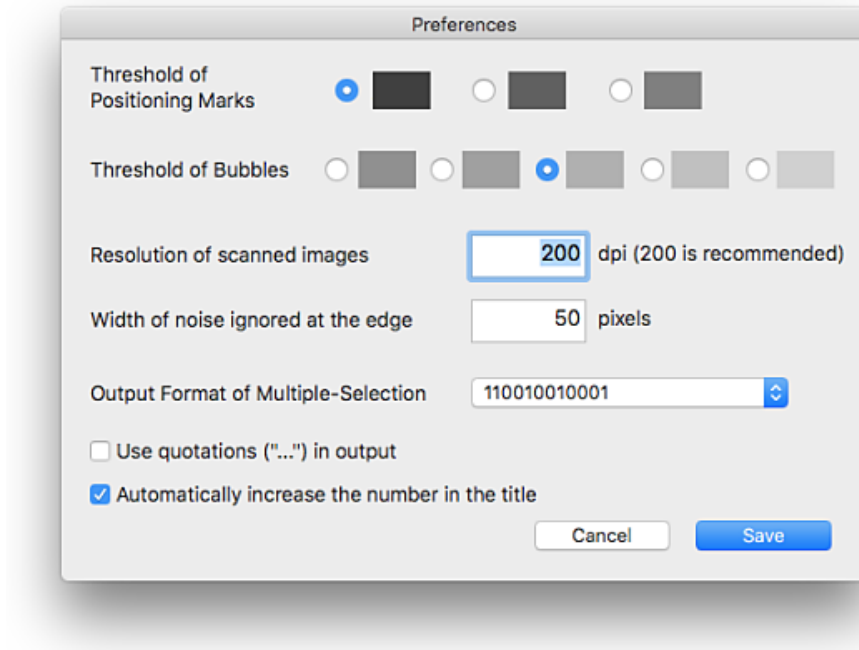 Preferences
Threshold of
Positioning Marks
Threshold of Bubbles
Resolution of scanned images 200 dpi (200 is recommended)
Width of noise ignored at the edge 50 pixels
Output Format of Multiple-Selection 110010010001
Use quotations ("...") in output
Automatically increase the number in the title
Cancel Save